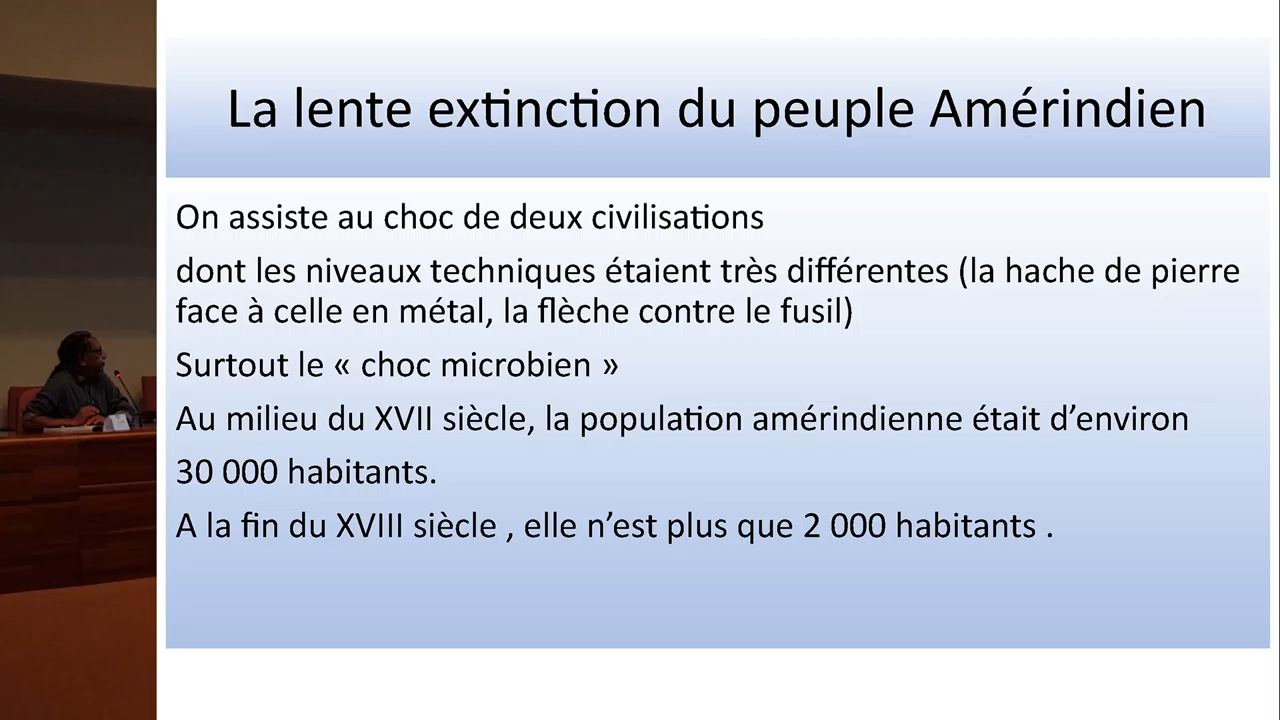 La lente extinction du peuple Amérindien
On assiste au choc de deux civilisations
dont les niveaux techniques étaient très différentes (la hache de pierre
face à celle en métal, la flèche contre le fusil)
Surtout le « choc microbien »
Au milieu du XVII siècle, la population amérindienne était d’environ
30 000 habitants.
A la fin du XVIII siècle , elle n’est plus que 2 000 habitants .